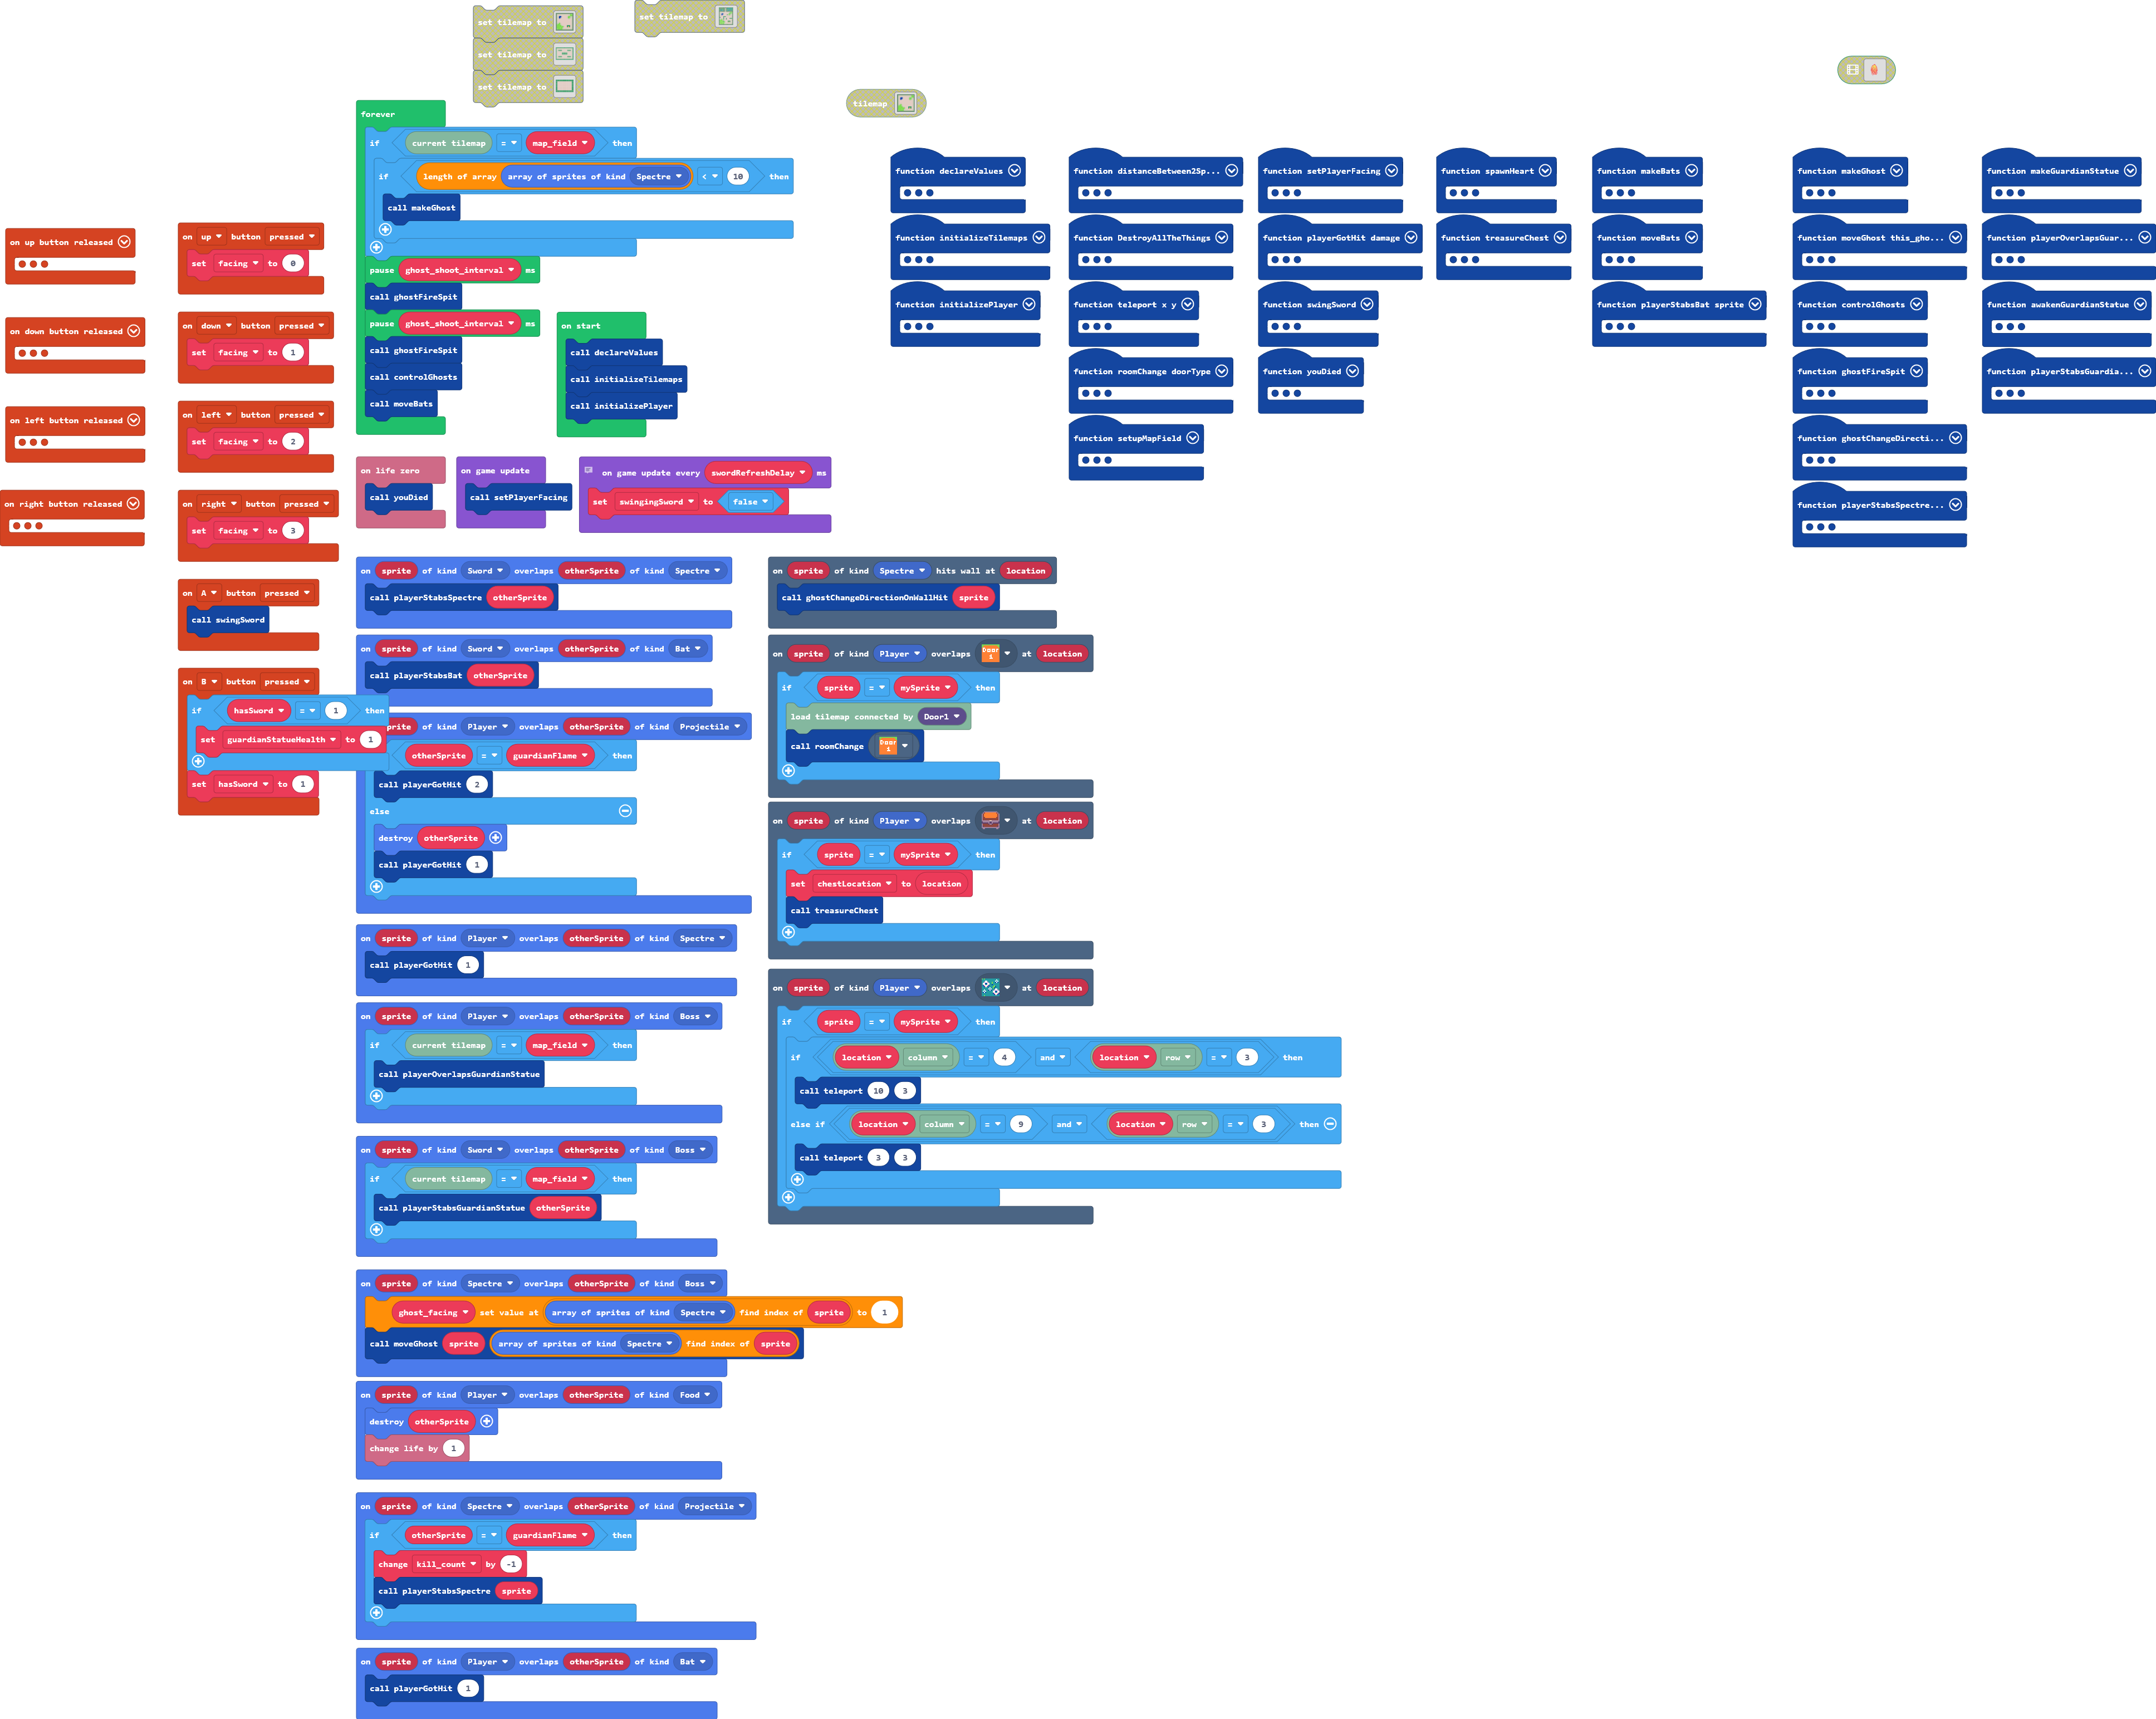 set tilemap to
set tilemap to
set tilemap to
set tilemap to
tilemap
forever
if current tilemap = map_field then
if length of array array of sprites of kind Spectre < 10 then
call makeGhost
pause ghost_shoot_interval ms
call ghostFireSpit
pause ghost_shoot_interval ms
call ghostFireSpit
call controlGhosts
call moveBats
on start
call declareValues
call initializeTilemaps
call initializePlayer
on life zero
call youDied
on game update
call setPlayerFacing
on game update every swordRefreshDelay ms
set swingingSword to false
on up button released
on down button released
on left button released
on right button released
on up button pressed
set facing to 0
on down button pressed
set facing to 1
on left button pressed
set facing to 2
on right button pressed
set facing to 3
on A button pressed
call swingSword
on B button pressed
if hasSword = 1 then
set guardianStatueHealth to 1
set hasSword to 1
on sprite of kind Sword overlaps otherSprite of kind Spectre
call playerStabsSpectre otherSprite
on sprite of kind Sword overlaps otherSprite of kind Bat
call playerStabsBat otherSprite
sprite of kind Player overlaps otherSprite of kind Projectile
otherSprite = guardianFlame then
call playerGotHit 2
else
destroy otherSprite
call playerGotHit 1
on sprite of kind Player overlaps otherSprite of kind Spectre
call playerGotHit 1
on sprite of kind Player overlaps otherSprite of kind Boss
if current tilemap = map_field then
call playerOverlapsGuardianStatue
on sprite of kind Sword overlaps otherSprite of kind Boss
if current tilemap = map_field then
call playerStabsGuardianStatue otherSprite
on sprite of kind Spectre overlaps otherSprite of kind Boss
ghost_facing set value at array of sprites of kind Spectre find index of sprite to 1
call moveGhost sprite array of sprites of kind Spectre find index of sprite
on sprite of kind Player overlaps otherSprite of kind Food
destroy otherSprite
change life by 1
on sprite of kind Spectre overlaps otherSprite of kind Projectile
if otherSprite = guardianFlame then
change kill_count by -1
call playerStabsSpectre sprite
on sprite of kind Player overlaps otherSprite of kind Bat
call playerGotHit 1
on sprite of kind Spectre hits wall at location
call ghostChangeDirectionOnWallHit sprite
on sprite of kind Player overlaps Door 1 at location
if sprite = mySprite then
load tilemap connected by Door1
call roomChange Door 1
on sprite of kind Player overlaps at location
if sprite = mySprite then
set chestLocation to location
call treasureChest
on sprite of kind Player overlaps at location
if sprite = mySprite then
if location column = 4 and location row = 3 then
call teleport 10 3
else if location column = 9 and location row = 3 then
call teleport 3 3
function declareValues
function initializeTilemaps
function initializePlayer
function distanceBetween2Sp...
function DestroyAllTheThings
function teleport x y
function roomChange doorType
function setupMapField
function setPlayerFacing
function playerGotHit damage
function swingSword
function youDied
function spawnHeart
function treasureChest
function makeBats
function moveBats
function playerStabsBat sprite
function makeGhost
function moveGhost this_gho...
function controlGhosts
function ghostFireSpit
function ghostChangeDirecti...
function playerStabsSpectre...
function makeGuardianStatue
function playerOverlapsGuar...
function awakenGuardianStatue
function playerStabsGuardia...